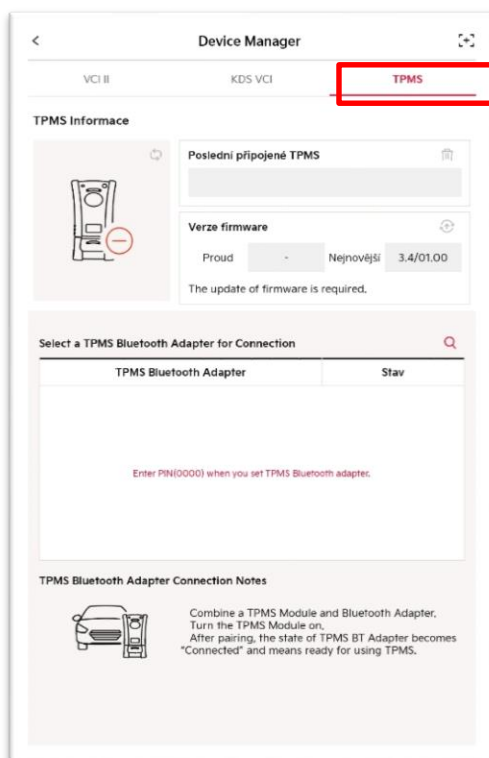 Device Manager
VCI II KDS VCI TPMS
TPMS Informace
Poslední připojené TPMS
Verze firmware
Proud - Nejnovější 3.4/01.00
The update of firmware is required.
Select a TPMS Bluetooth Adapter for Connection
TPMS Bluetooth Adapter Stav
Enter PIN(0000) when you set TPMS Bluetooth adapter.
TPMS Bluetooth Adapter Connection Notes
Combine a TPMS Module and Bluetooth Adapter,
Turn the TPMS Module on,
After pairing, the state of TPMS BT Adapter becomes
"Connected" and means ready for using TPMS.